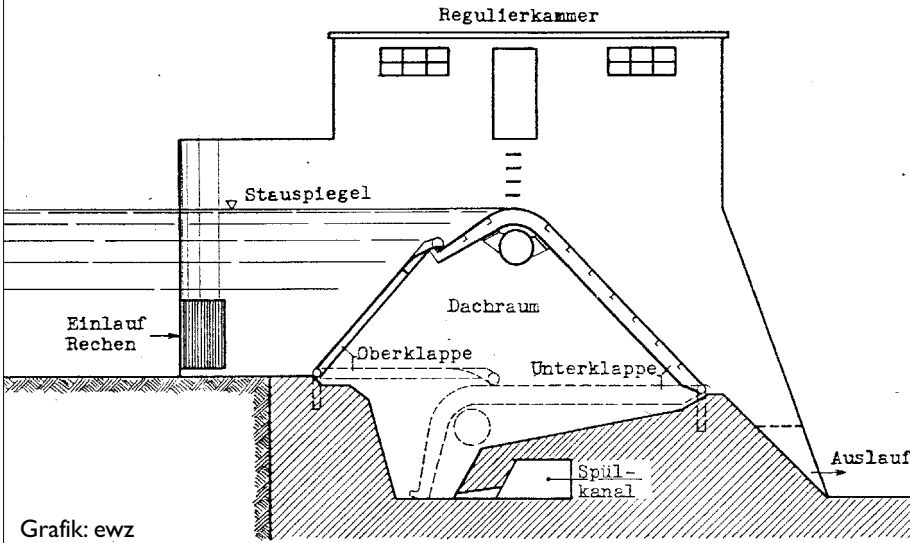 Regulierkammer
Stauspiegel
Dachraum
Einlauf
Rechen
Oberklappe
Unterklappe
Spül-
kanal
Auslauf
Grafik: ewz